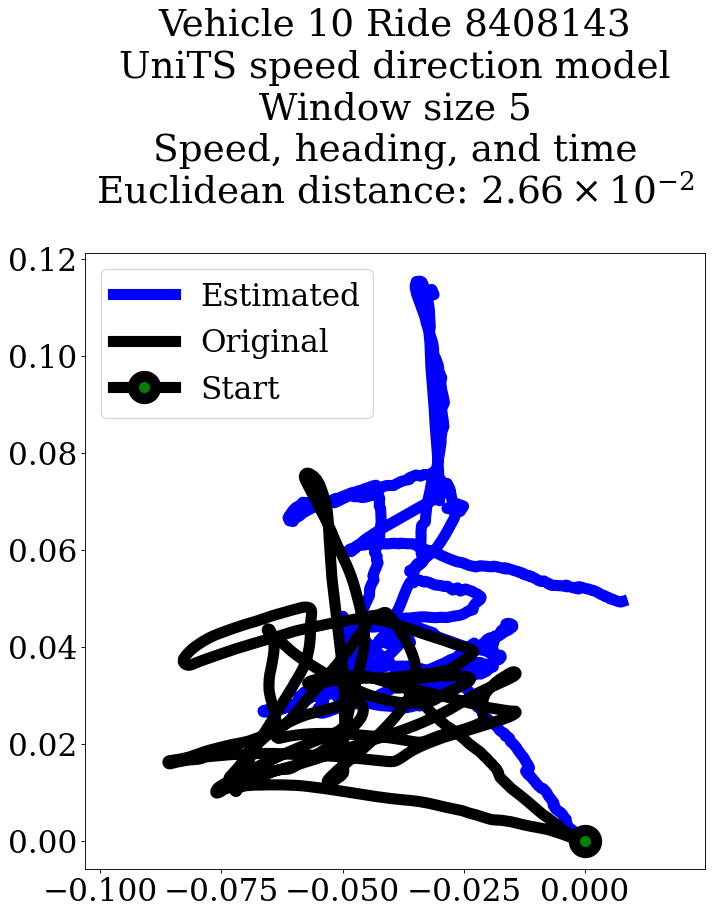 Vehicle 10 Ride 8408143
UniTS speed direction model
Window size 5
Speed, heading, and time
Euclidean distance: 2.66 × 10⁻²
0.12
Estimated
Original
0.10
Start
0.08
0.06
0.04
0.02
0.00
−0.100 −0.075 −0.050 −0.025 0.000